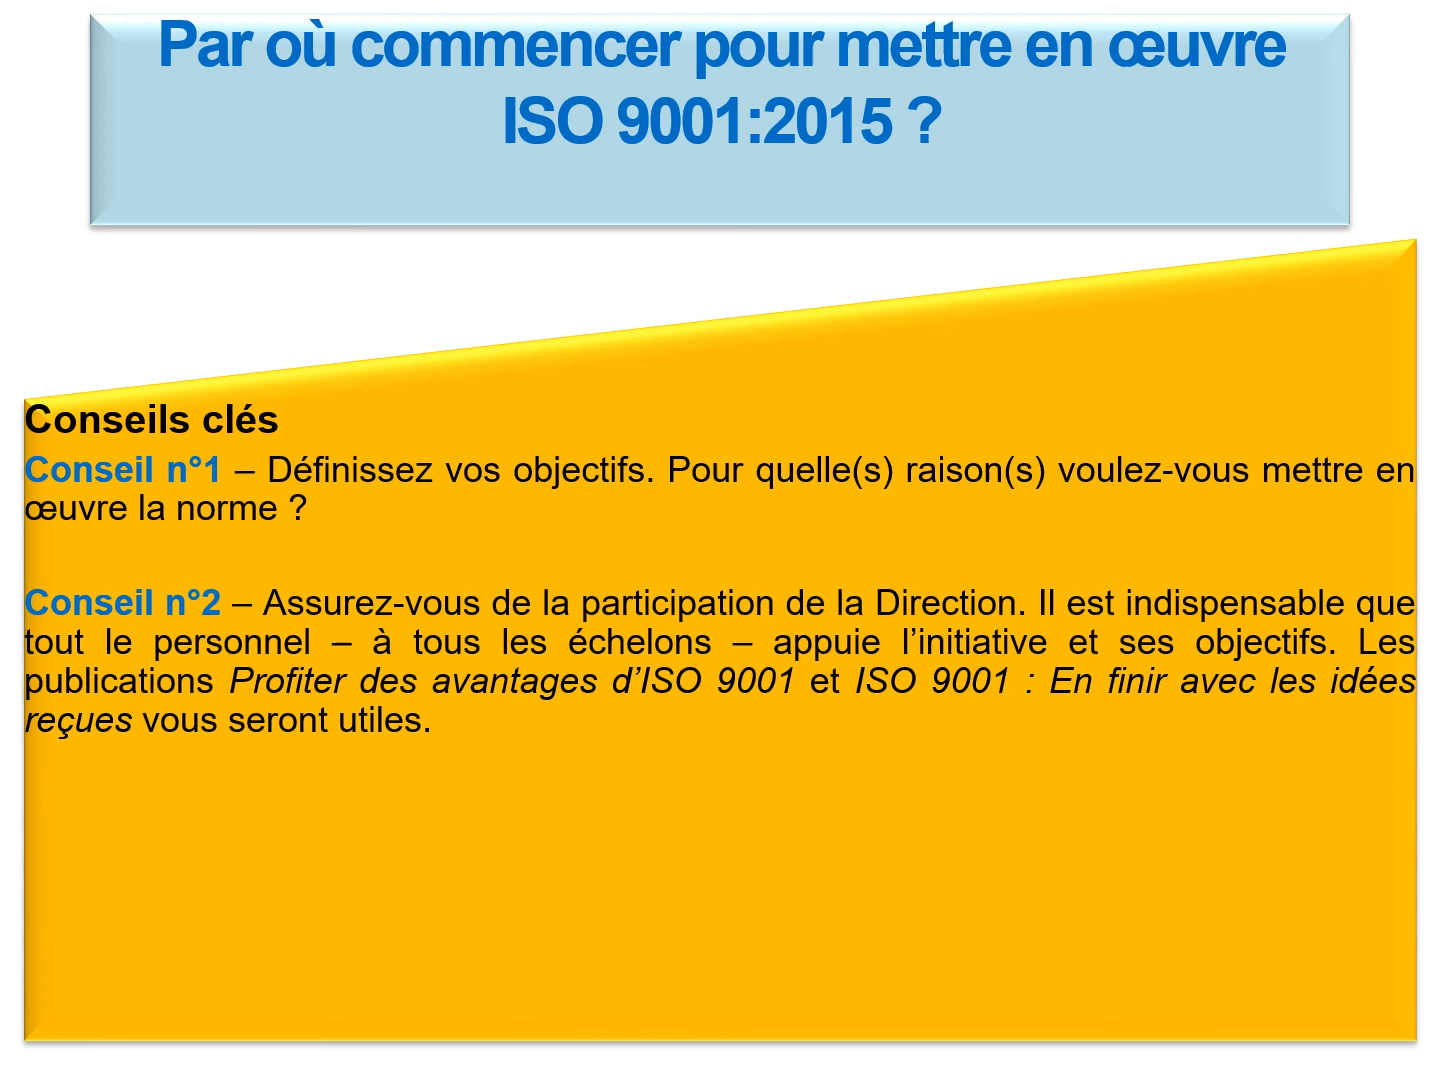 Par où commencer pour mettre en œuvre
ISO 9001:2015 ?
Conseils clés
Conseil n°1 – Définissez vos objectifs. Pour quelle(s) raison(s) voulez-vous mettre en
œuvre la norme ?
Conseil n°2 – Assurez-vous de la participation de la Direction. Il est indispensable que
tout le personnel – à tous les échelons – appuie l’initiative et ses objectifs. Les
publications Profiter des avantages d’ISO 9001 et ISO 9001 : En finir avec les idées
reçues vous seront utiles.